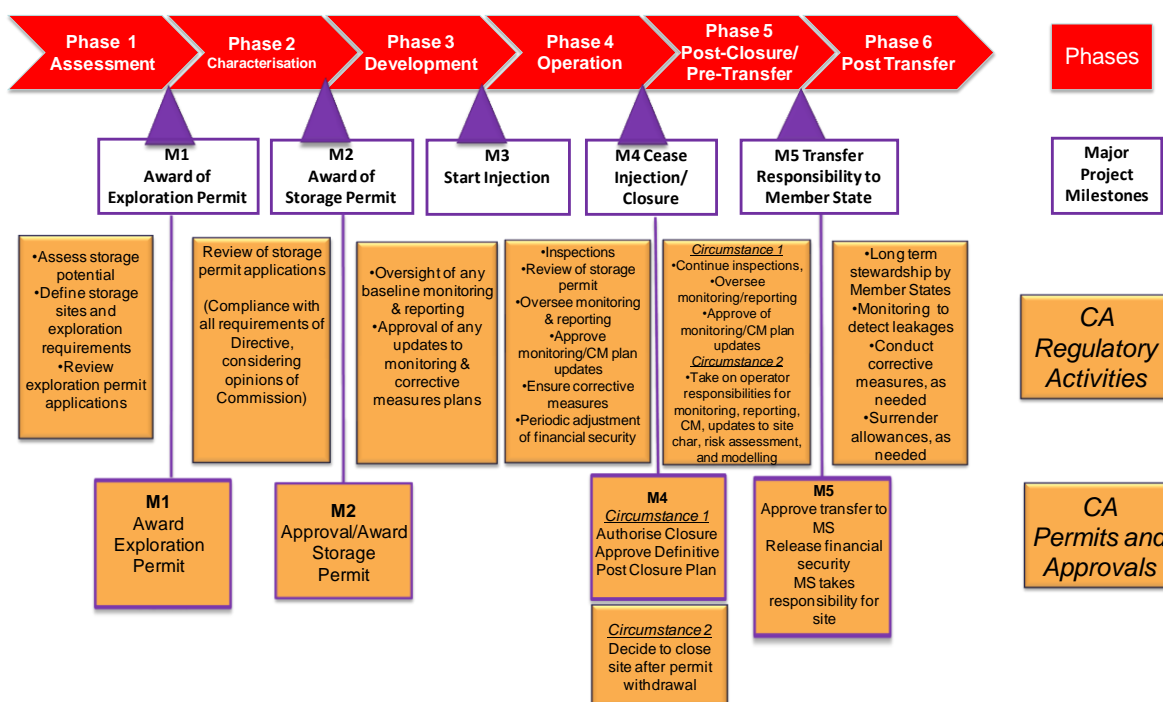 Phase 1
Assessment
Phase 2
Characterisation
Phase 3
Development
Phase 4
Operation
Phase 5
Post-Closure/
Pre-Transfer
Phase 6
Post Transfer
Phases
M1
Award of
Exploration Permit
M2
Award of
Storage Permit
M3
Start Injection
M4 Cease
Injection/
Closure
M5 Transfer
Responsibility to
Member State
Major
Project
Milestones
•Assess storage
potential
•Define storage
sites and
exploration
requirements
•Review
exploration permit
applications
Review of storage
permit applications
(Compliance with
all requirements of
Directive,
considering
opinions of
Commission)
•Oversight of any
baseline monitoring
& reporting
•Approval of any
updates to
monitoring &
corrective
measures plans
•Inspections
•Review of storage
permit
•Oversee monitoring
& reporting
•Approve
monitoring/CM plan
updates
•Ensure corrective
measures
•Periodic adjustment
of financial security
Circumstance 1
•Continue inspections,
•Oversee
monitoring/reporting
•Approve of
monitoring/CM plan
updates
Circumstance 2
•Take on operator
responsibilities for
monitoring, reporting,
CM, updates to site
char, risk assessment,
and modelling
•Long term
stewardship by
Member States
•Monitoring to
detect leakages
•Conduct
corrective
measures, as
needed
•Surrender
allowances, as
needed
CA
Regulatory
Activities
M1
Award
Exploration
Permit
M2
Approval/Award
Storage
Permit
M4
Circumstance 1
Authorise Closure
Approve Definitive
Post Closure Plan
Circumstance 2
Decide to close
site after permit
withdrawal
M5
Approve transfer to
MS
Release financial
security
MS takes
responsibility for
site
CA
Permits and
Approvals